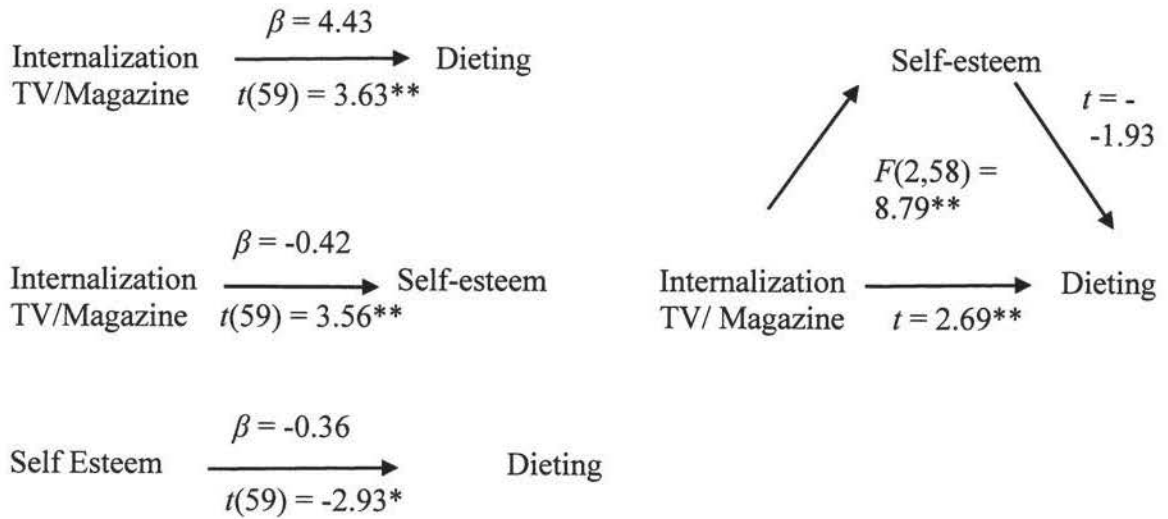 β = 4.43
Internalization
TV/Magazine
Dieting
t(59) = 3.63**
β = -0.42
Internalization
TV/Magazine
Self-esteem
t(59) = 3.56**
β = -0.36
Self Esteem
Dieting
t(59) = -2.93*
Self-esteem
t = -
-1.93
F(2,58) =
8.79**
Internalization
TV/ Magazine
Dieting
t = 2.69**